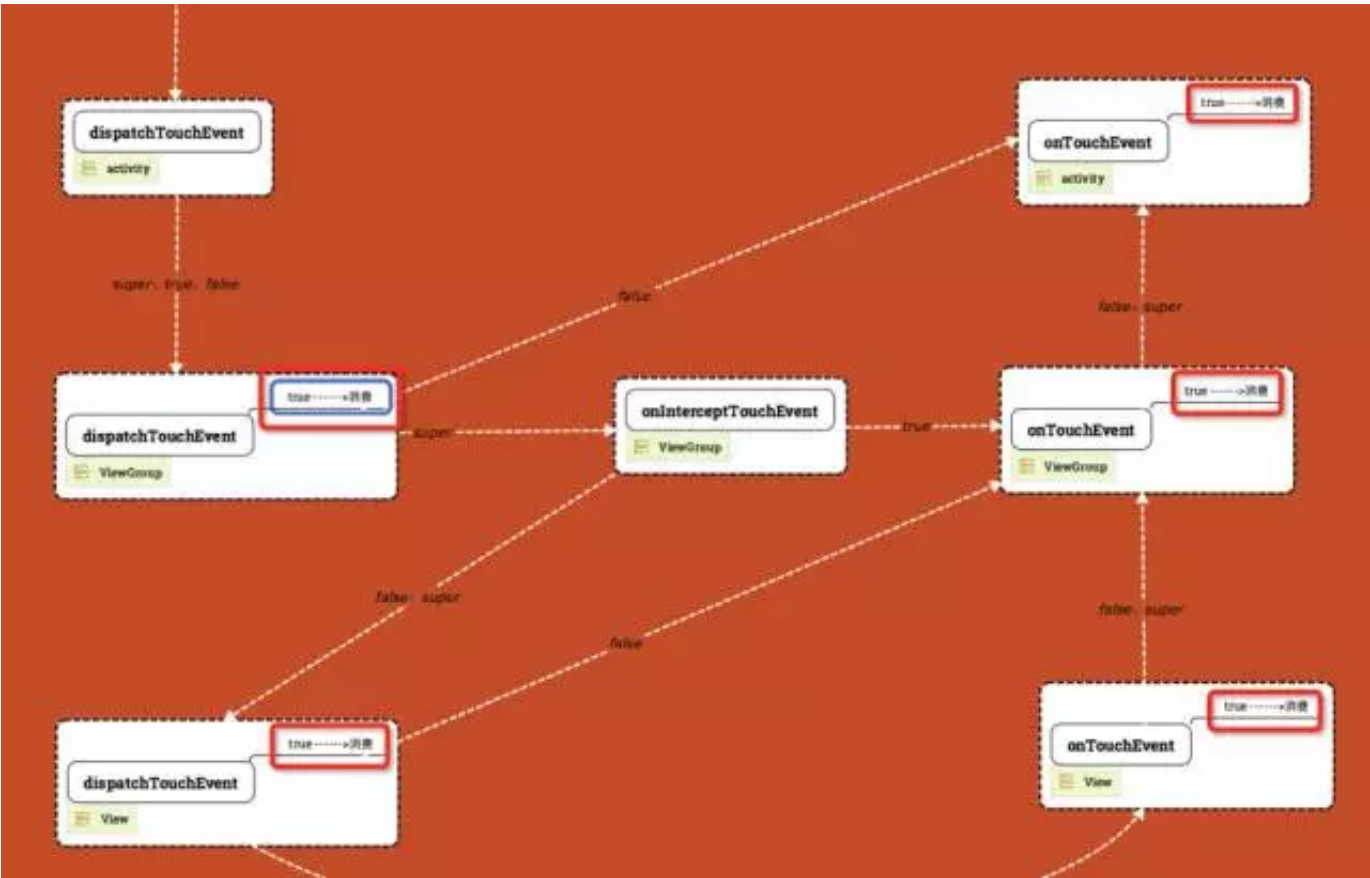 dispatchTouchEvent
activity
true ------>消费
onTouchEvent
activity
super、true、false
false
false、super
true ------>消费
dispatchTouchEvent
ViewGroup
super
onInterceptTouchEvent
ViewGroup
true
true ------>消费
onTouchEvent
ViewGroup
false、super
false
false、super
true ------>消费
dispatchTouchEvent
View
true ------>消费
onTouchEvent
View